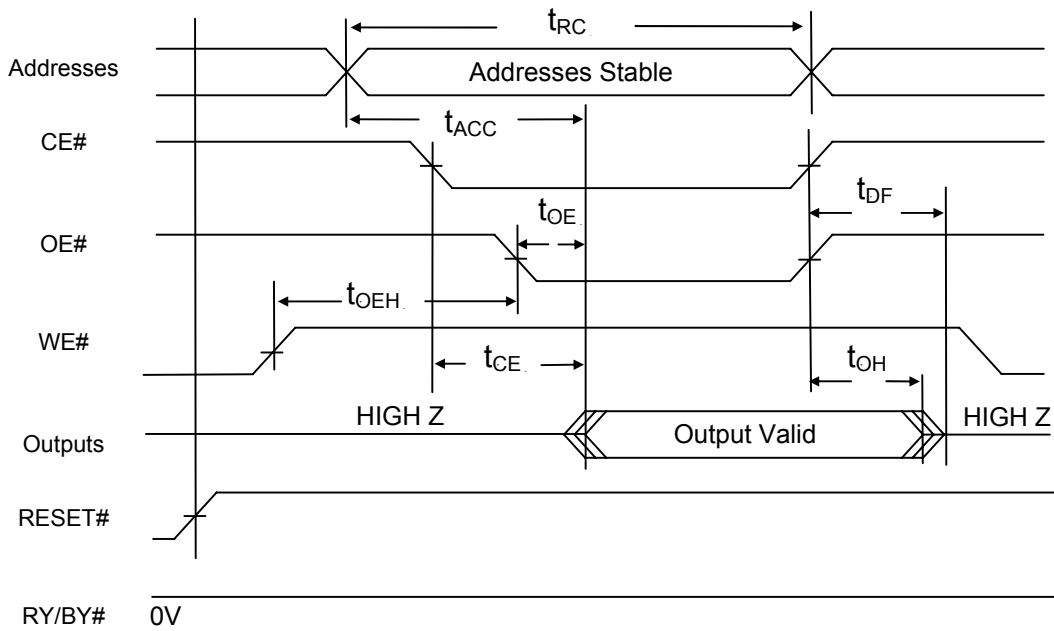 tRC
Addresses
Addresses Stable
tACC
CE#
tDF
tOE
OE#
tOEH
WE#
tCE
tOH
HIGH Z
HIGH Z
Outputs
Output Valid
RESET#
RY/BY#
0V